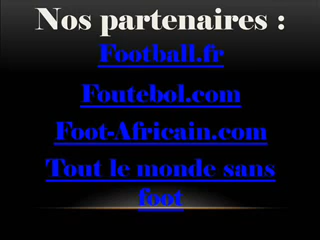 Nos partenaires :
Football.fr
Foutebol.com
Foot-Africain.com
Tout le monde sans
foot